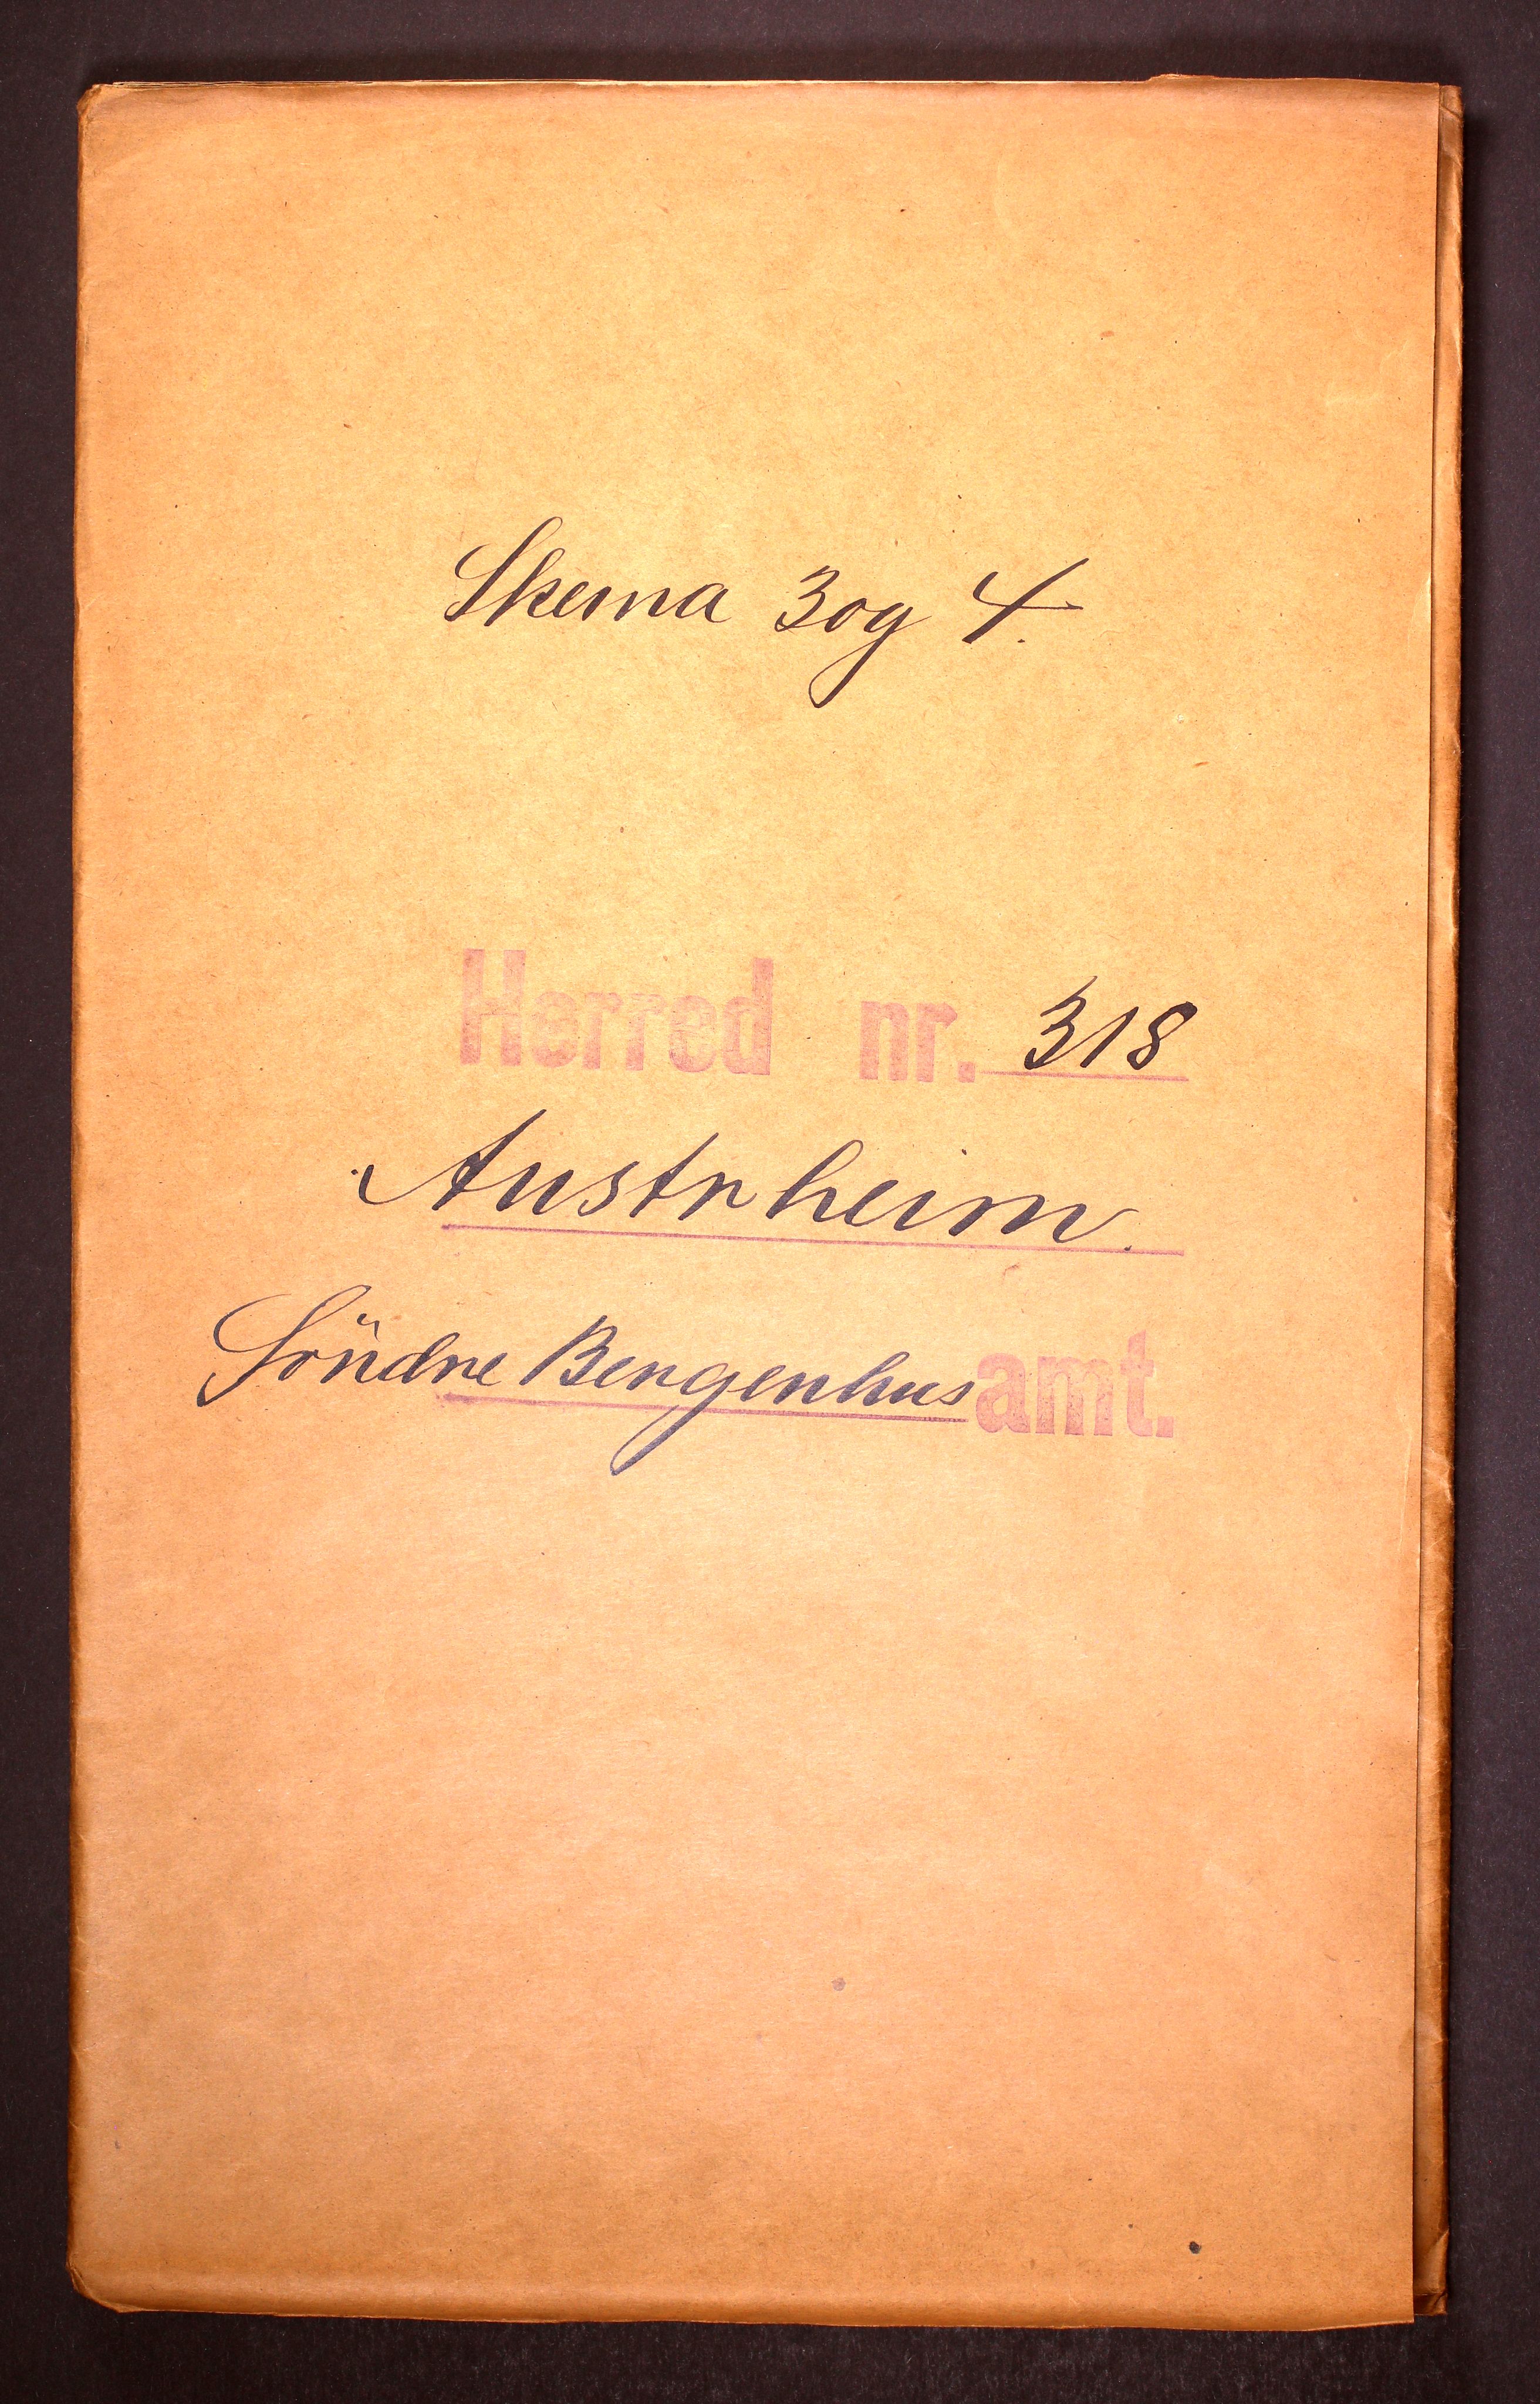 Skema 3 og 4.
Herred nr. 318
Austrheim.
Söndre Bergenhus amt.